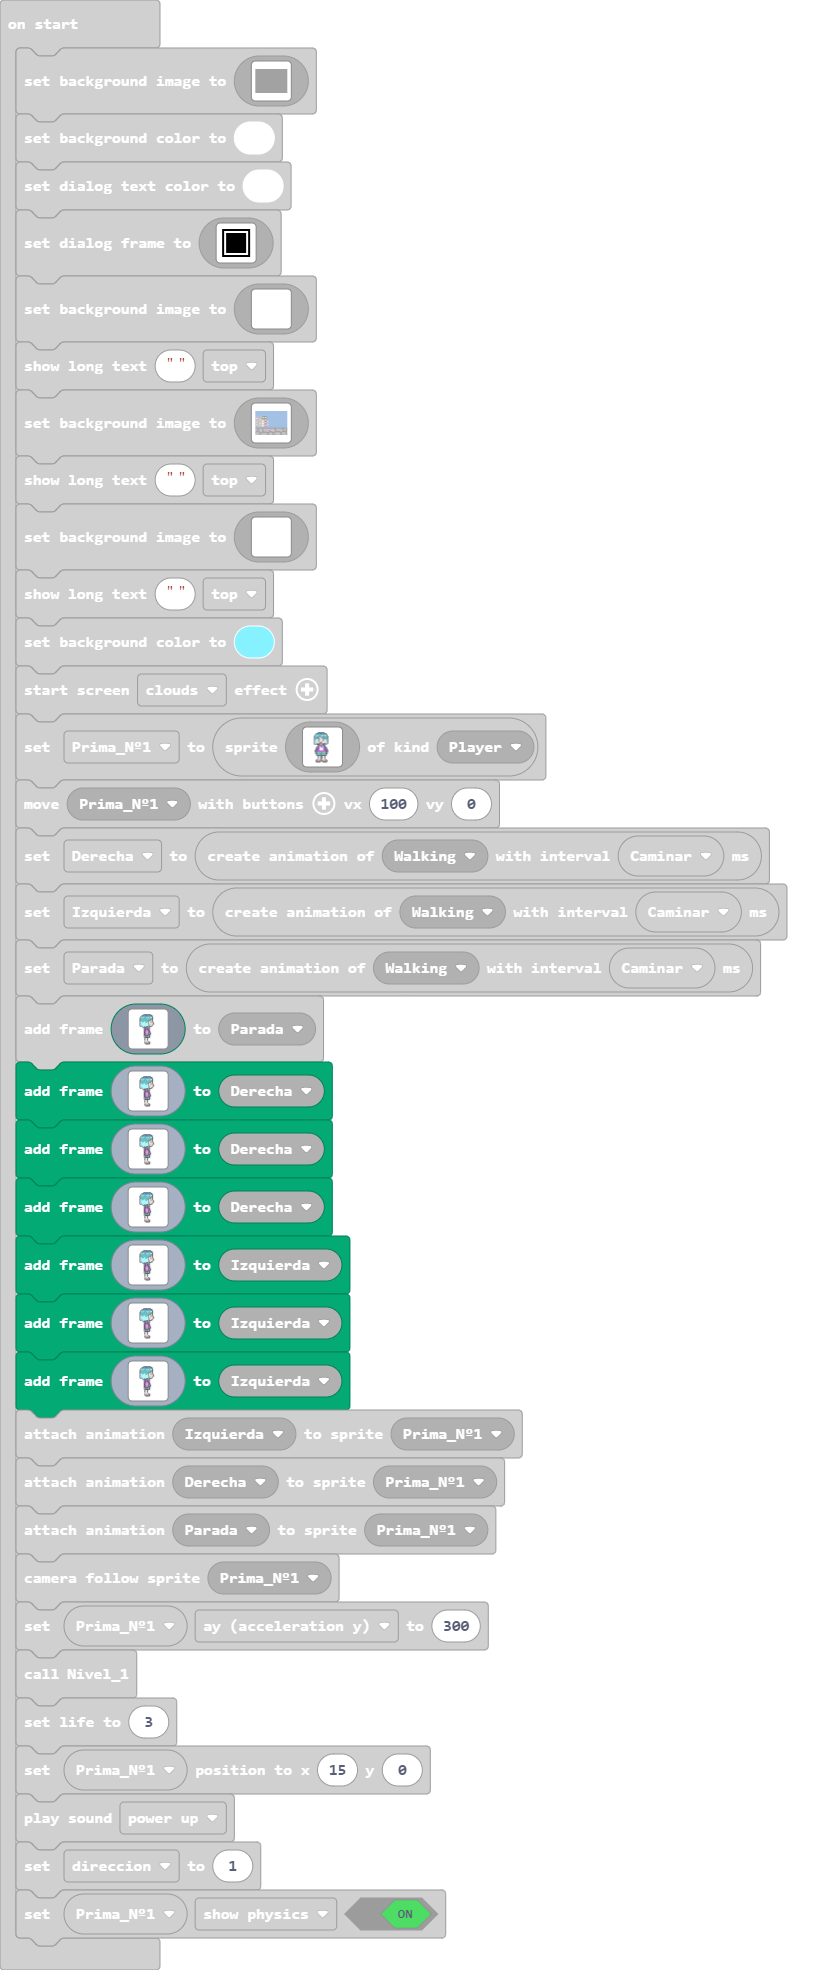 on start
set background image to
set background color to
set dialog text color to
set dialog frame to
set background image to
show long text " " top
set background image to
show long text " " top
set background image to
show long text " " top
set background color to
start screen clouds effect
set Prima_Nº1 to sprite of kind Player
move Prima_Nº1 with buttons vx 100 vy 0
set Derecha to create animation of Walking with interval Caminar ms
set Izquierda to create animation of Walking with interval Caminar ms
set Parada to create animation of Walking with interval Caminar ms
add frame to Parada
add frame to Derecha
add frame to Derecha
add frame to Derecha
add frame to Izquierda
add frame to Izquierda
add frame to Izquierda
attach animation Izquierda to sprite Prima_Nº1
attach animation Derecha to sprite Prima_Nº1
attach animation Parada to sprite Prima_Nº1
camera follow sprite Prima_Nº1
set Prima_Nº1 ay (acceleration y) to 300
call Nivel_1
set life to 3
set Prima_Nº1 position to x 15 y 0
play sound power up
set direccion to 1
set Prima_Nº1 show physics ON